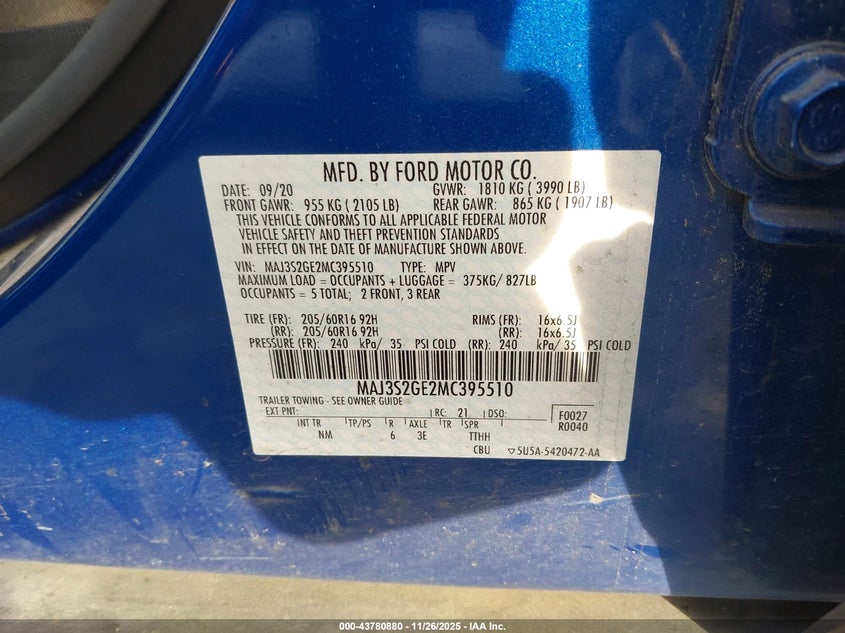 MFD. BY FORD MOTOR CO.
DATE: 09/20 GVWR: 1810 KG ( 3990 LB)
FRONT GAWR: 955 KG ( 2105 LB) REAR GAWR: 865 KG ( 1907 LB)
THIS VEHICLE CONFORMS TO ALL APPLICABLE FEDERAL MOTOR
VEHICLE SAFETY AND THEFT PREVENTION STANDARDS
IN EFFECT ON THE DATE OF MANUFACTURE SHOWN ABOVE.
VIN: MAJ3S2GE2MC395510 TYPE: MPV
MAXIMUM LOAD = OCCUPANTS + LUGGAGE = 375KG/ 827LB
OCCUPANTS = 5 TOTAL; 2 FRONT, 3 REAR
TIRE (FR): 205/60R16 92H RIMS (FR): 16x6.5J
(RR): 205/60R16 92H (RR): 16x6.5J
PRESSURE (FR): 240 kPa/ 35 PSI COLD (RR): 240 kPa/ 35 PSI COLD
MAJ3S2GE2MC395510
TRAILER TOWING - SEE OWNER GUIDE
EXT PNT: RC: 21 DSO: F0027
INT TR TP/PS R AXLE TR SPR R0040
NM 6 3E TTHH
CBU 5U5A-5420472-AA
000-43780880 - 11/26/2025 - IAA Inc.